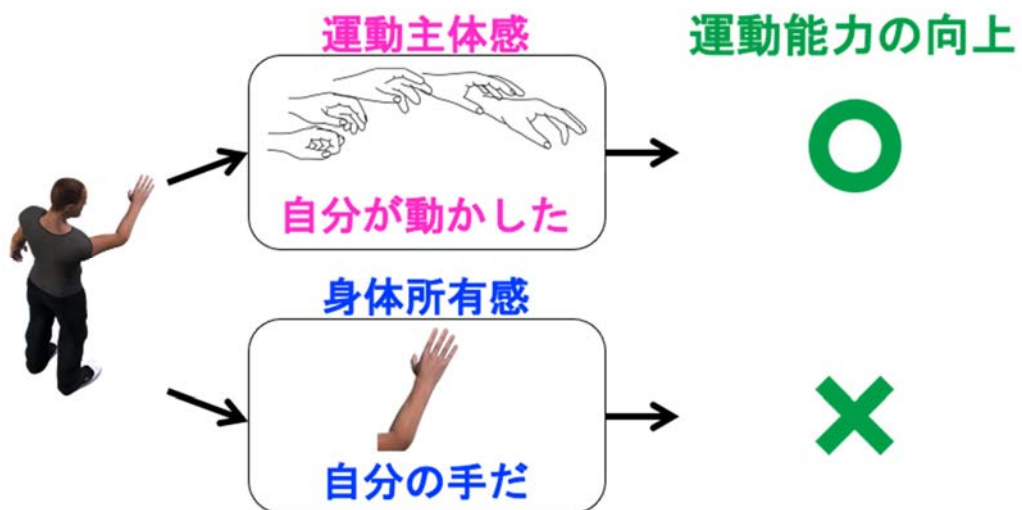 運動主体感
運動能力の向上
自分が動かした
身体所有感
自分の手だ